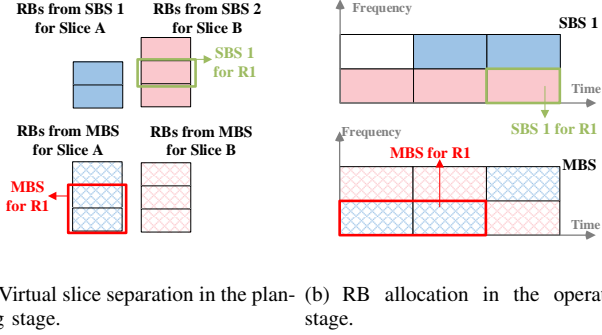 RBs from SBS 1
for Slice A
RBs from SBS 2
for Slice B
SBS 1
for R1
RBs from MBS
for Slice A
RBs from MBS
for Slice B
MBS
for R1
Frequency
SBS 1
Time
SBS 1 for R1
Frequency
MBS for R1
MBS
Time
Virtual slice separation in the plan-
g stage.
(b) RB allocation in the operat
stage.